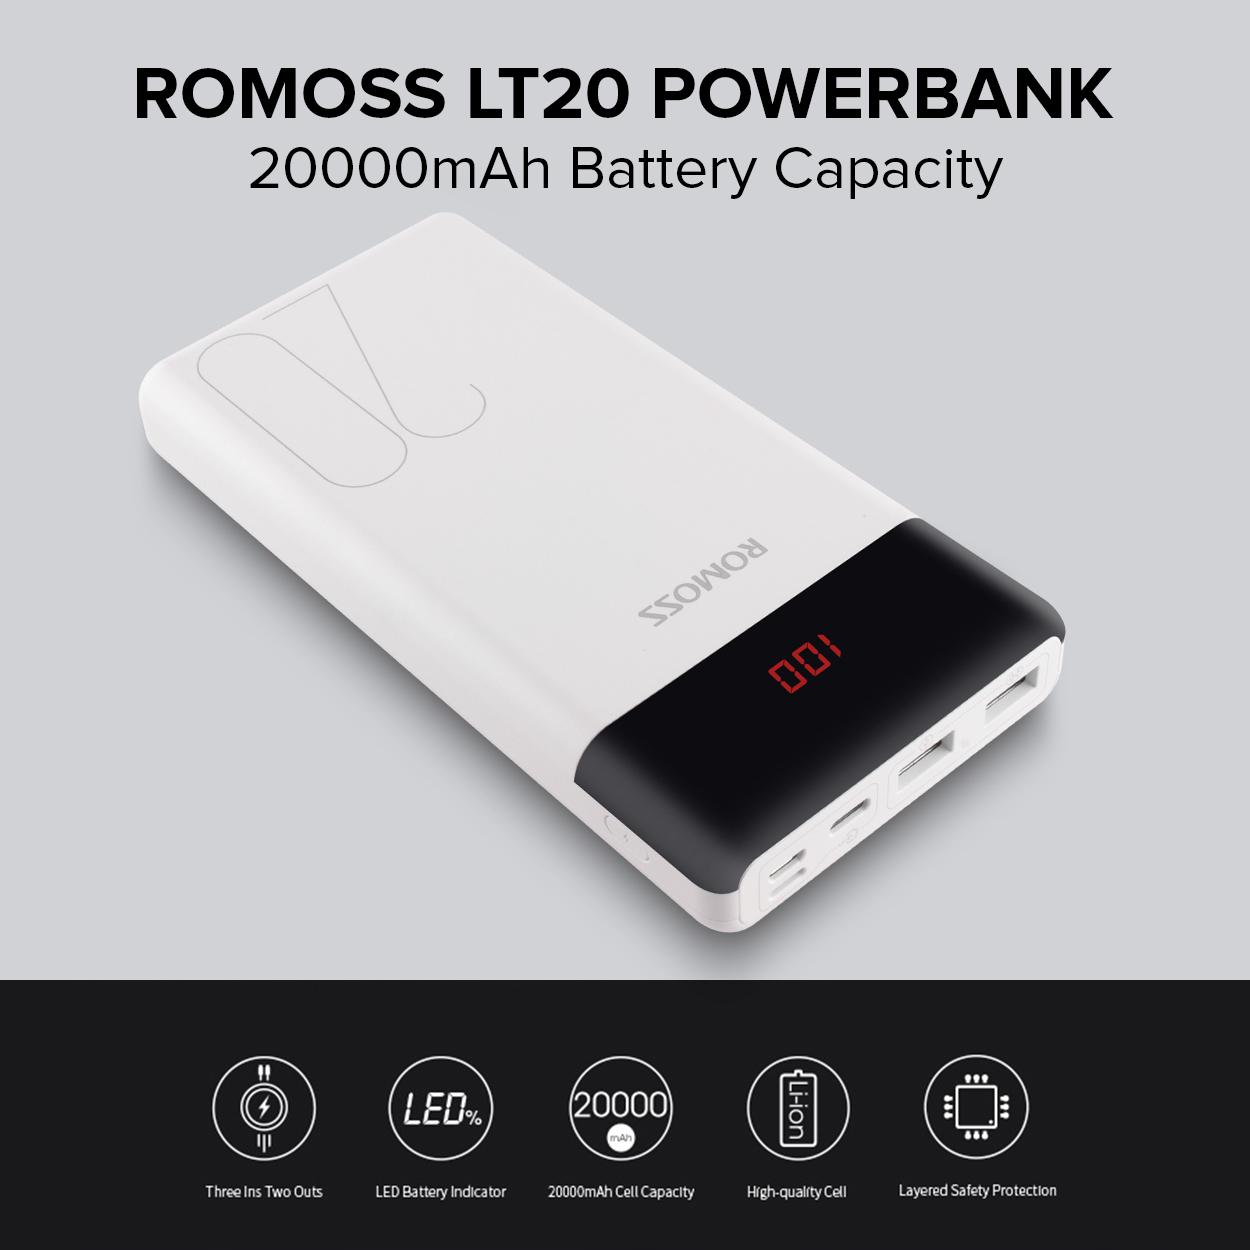 ROMOSS LT20 POWERBANK
20000mAh Battery Capacity
20
ROMOSS
100
LED%
20000
mAh
Li-ion
Three Ins Two Outs
LED Battery Indicator
20000mAh Cell Capacity
High-quality Cell
Layered Safety Protection